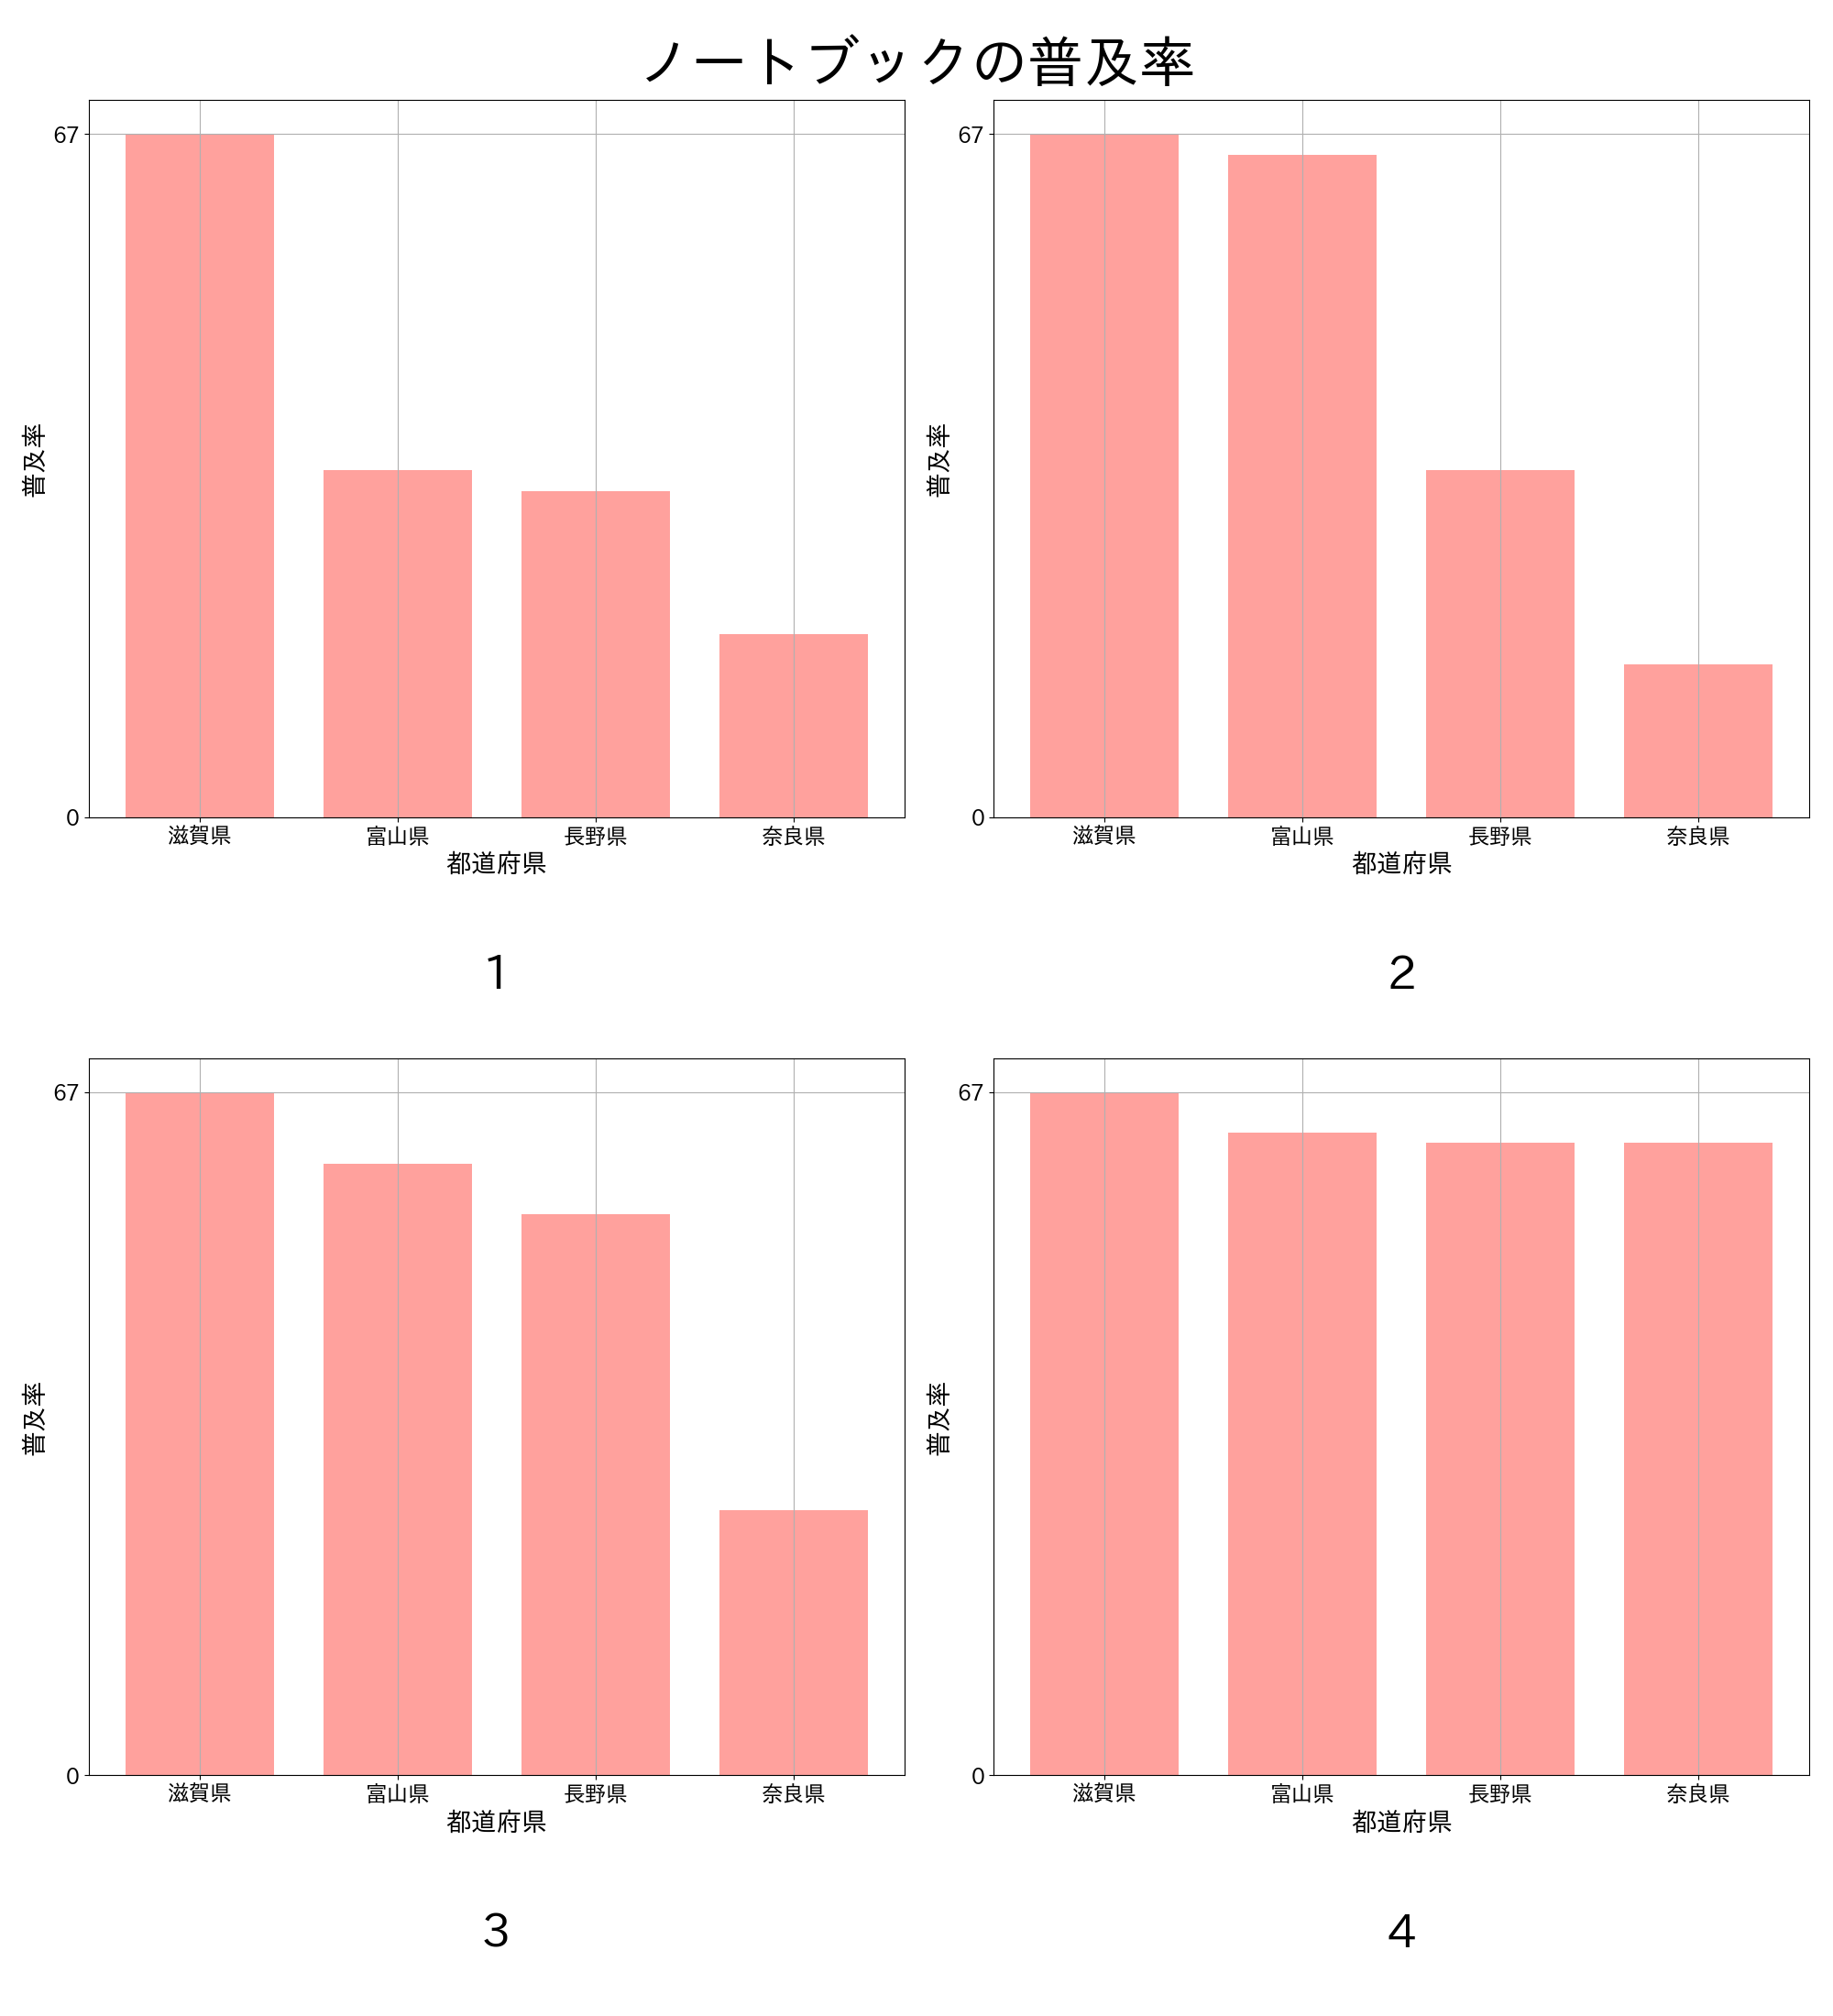 ノートブックの普及率
67
0
普及率
滋賀県 富山県 長野県 奈良県
都道府県
1
67
0
普及率
滋賀県 富山県 長野県 奈良県
都道府県
2
67
0
普及率
滋賀県 富山県 長野県 奈良県
都道府県
3
67
0
普及率
滋賀県 富山県 長野県 奈良県
都道府県
4